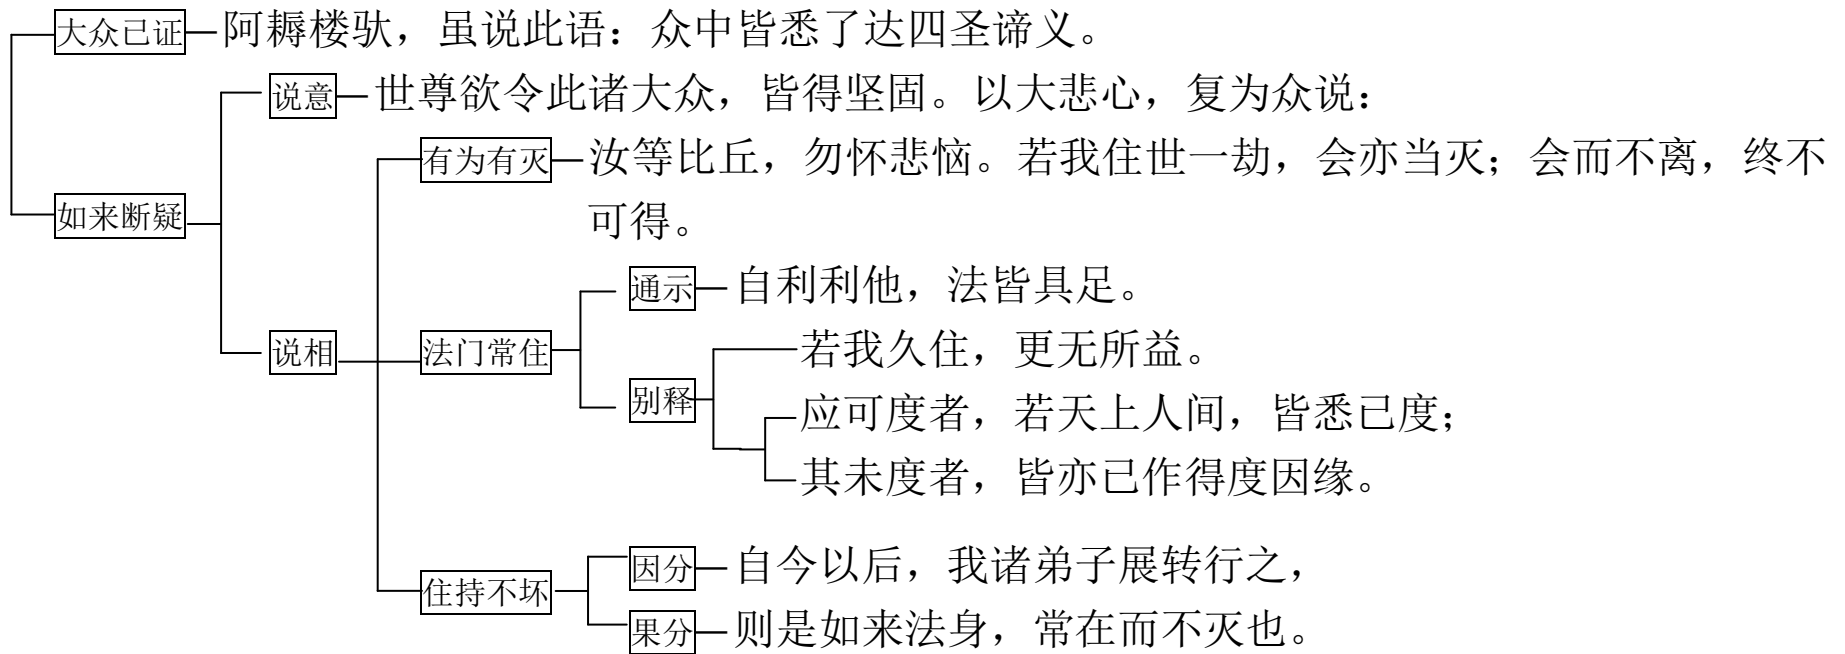 大众已证 阿耨楼驮，虽说此语：众中皆悉了达四圣谛义。
说意 世尊欲令此诸大众，皆得坚固。以大悲心，复为众说：
有为有灭 汝等比丘，勿怀悲恼。若我住世一劫，会亦当灭；会而不离，终不
如来断疑 可得。
通示 自利利他，法皆具足。
说相 法门常住 若我久住，更无所益。
别释 应可度者，若天上人间，皆悉已度；
其未度者，皆亦已作得度因缘。
因分 自今以后，我诸弟子展转行之，
住持不坏
果分 则是如来法身，常在而不灭也。